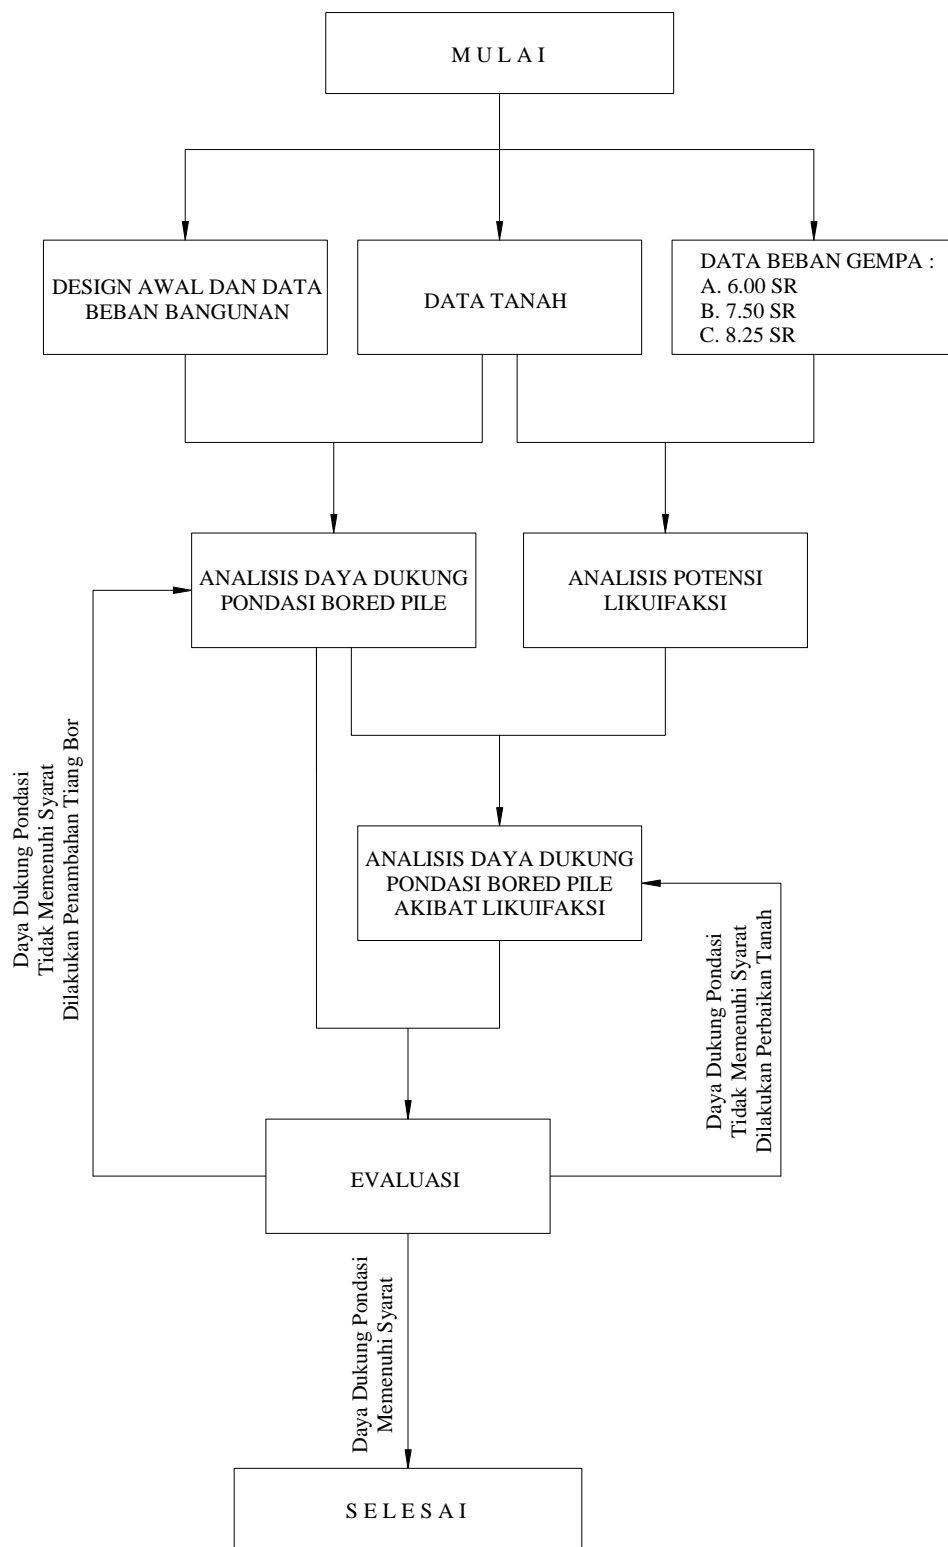 M U L A I
DESIGN AWAL DAN DATA
BEBAN BANGUNAN
DATA TANAH
DATA BEBAN GEMPA :
A. 6.00 SR
B. 7.50 SR
C. 8.25 SR
ANALISIS DAYA DUKUNG
PONDASI BORED PILE
ANALISIS POTENSI
LIKUIFAKSI
Daya Dukung Pondasi
Tidak Memenuhi Syarat
Dilakukan Penambahan Tiang Bor
ANALISIS DAYA DUKUNG
PONDASI BORED PILE
AKIBAT LIKUIFAKSI
Daya Dukung Pondasi
Tidak Memenuhi Syarat
Dilakukan Perbaikan Tanah
EVALUASI
Daya Dukung Pondasi
Memenuhi Syarat
S E L E S A I